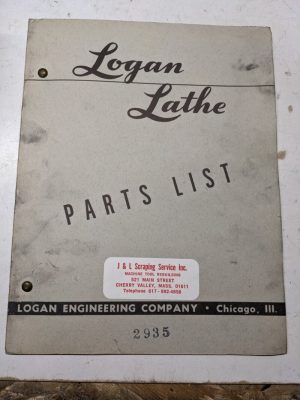 Logan
Lathe
PARTS LIST
J & L Scraping Service Inc.
MACHINE TOOL REBUILDING
921 MAIN STREET
CHERRY VALLEY, MASS. 01611
Telephone 617 - 892-4858
LOGAN ENGINEERING COMPANY • Chicago, Ill.
2935